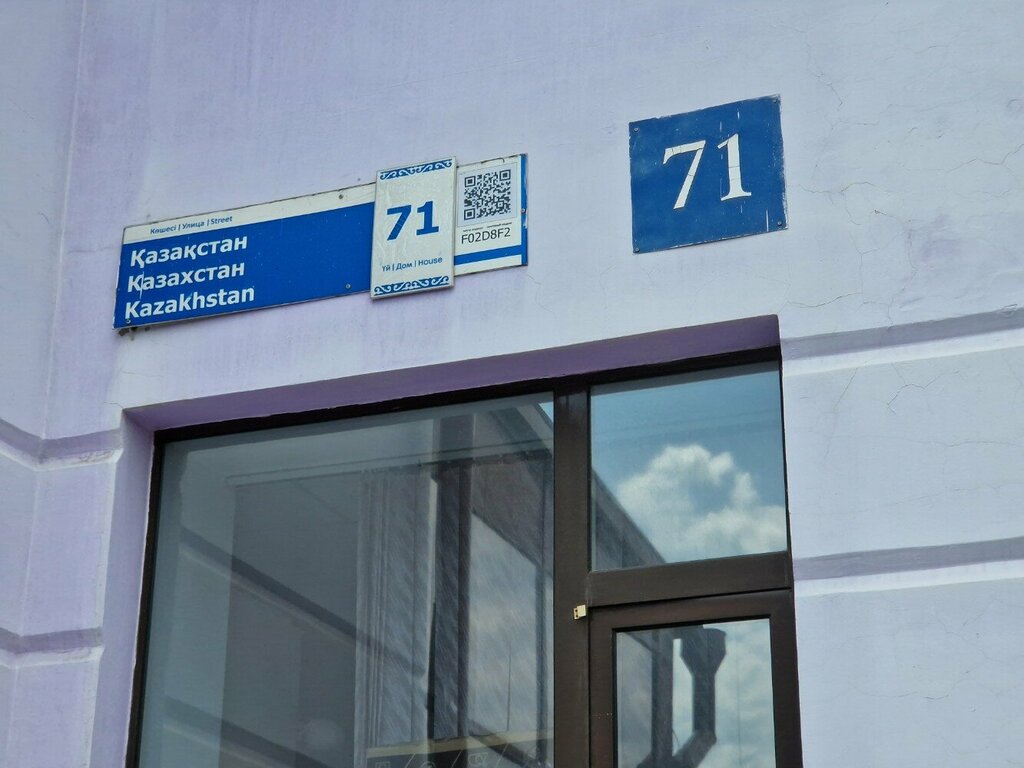 Көшесі | Улица | Street
Қазақстан
Казахстан
Kazakhstan
71
Үй | Дом | House
F02D8F2
71